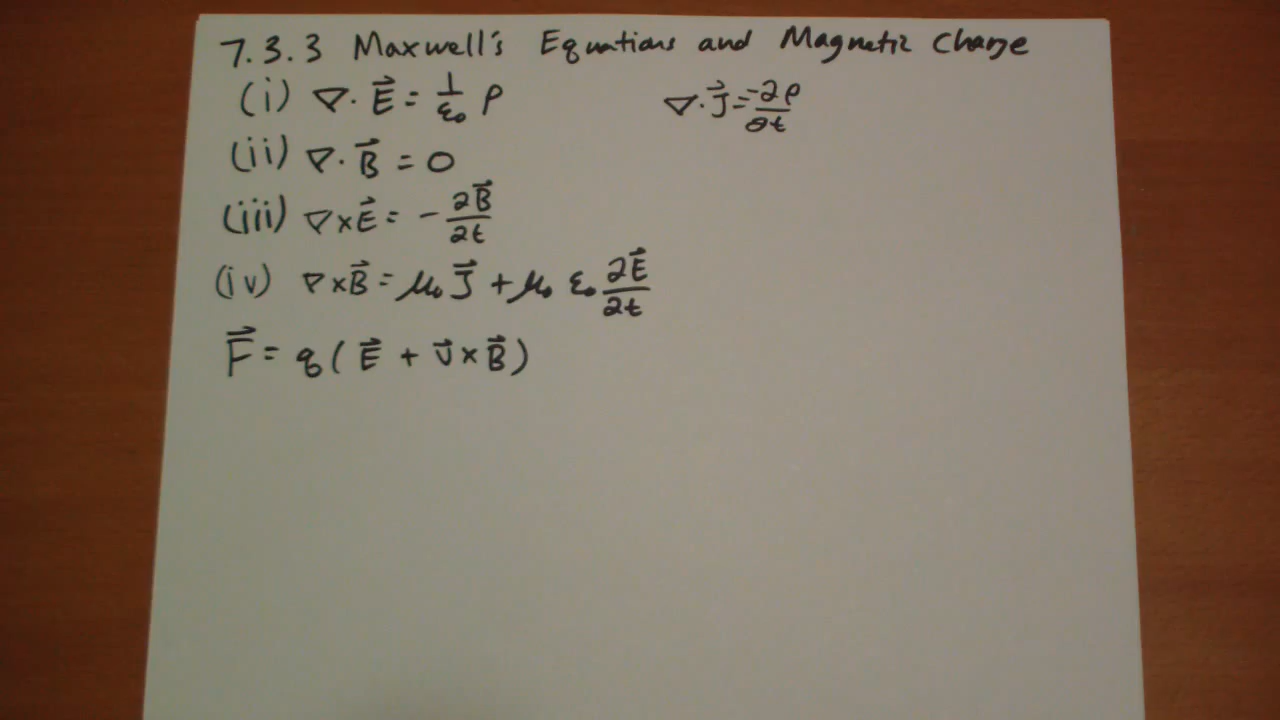 7.3.3 Maxwell's Equations and Magnetic Charge
(i) ∇·E⃗ = 1/ε₀ ρ    ∇·J⃗ = -∂ρ/∂t
(ii) ∇·B⃗ = 0
(iii) ∇×E⃗ = - ∂B⃗/∂t
(iv) ∇×B⃗ = μ₀ J⃗ + μ₀ ε₀ ∂E⃗/∂t
F⃗ = q( E⃗ + v⃗ × B⃗ )